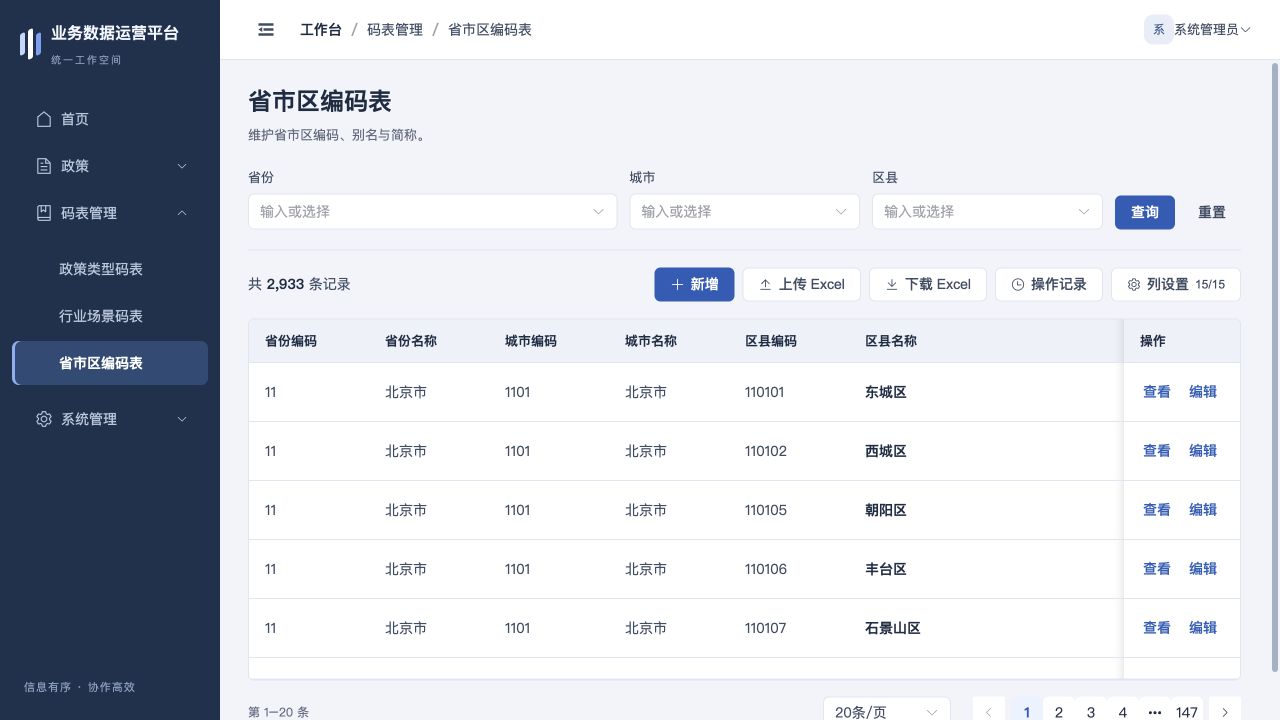 业务数据运营平台
统一工作空间
首页
政策
码表管理
政策类型码表
行业场景码表
省市区编码表
系统管理
信息有序 · 协作高效
工作台 / 码表管理 / 省市区编码表
系 系统管理员
省市区编码表
维护省市区编码、别名与简称。
省份 城市 区县
输入或选择 输入或选择 输入或选择 查询 重置
共 2,933 条记录 新增 上传 Excel 下载 Excel 操作记录 列设置 15/15
省份编码 省份名称 城市编码 城市名称 区县编码 区县名称 操作
11 北京市 1101 北京市 110101 东城区 查看 编辑
11 北京市 1101 北京市 110102 西城区 查看 编辑
11 北京市 1101 北京市 110105 朝阳区 查看 编辑
11 北京市 1101 北京市 110106 丰台区 查看 编辑
11 北京市 1101 北京市 110107 石景山区 查看 编辑
第 1–20 条 20条/页 1 2 3 4 ••• 147